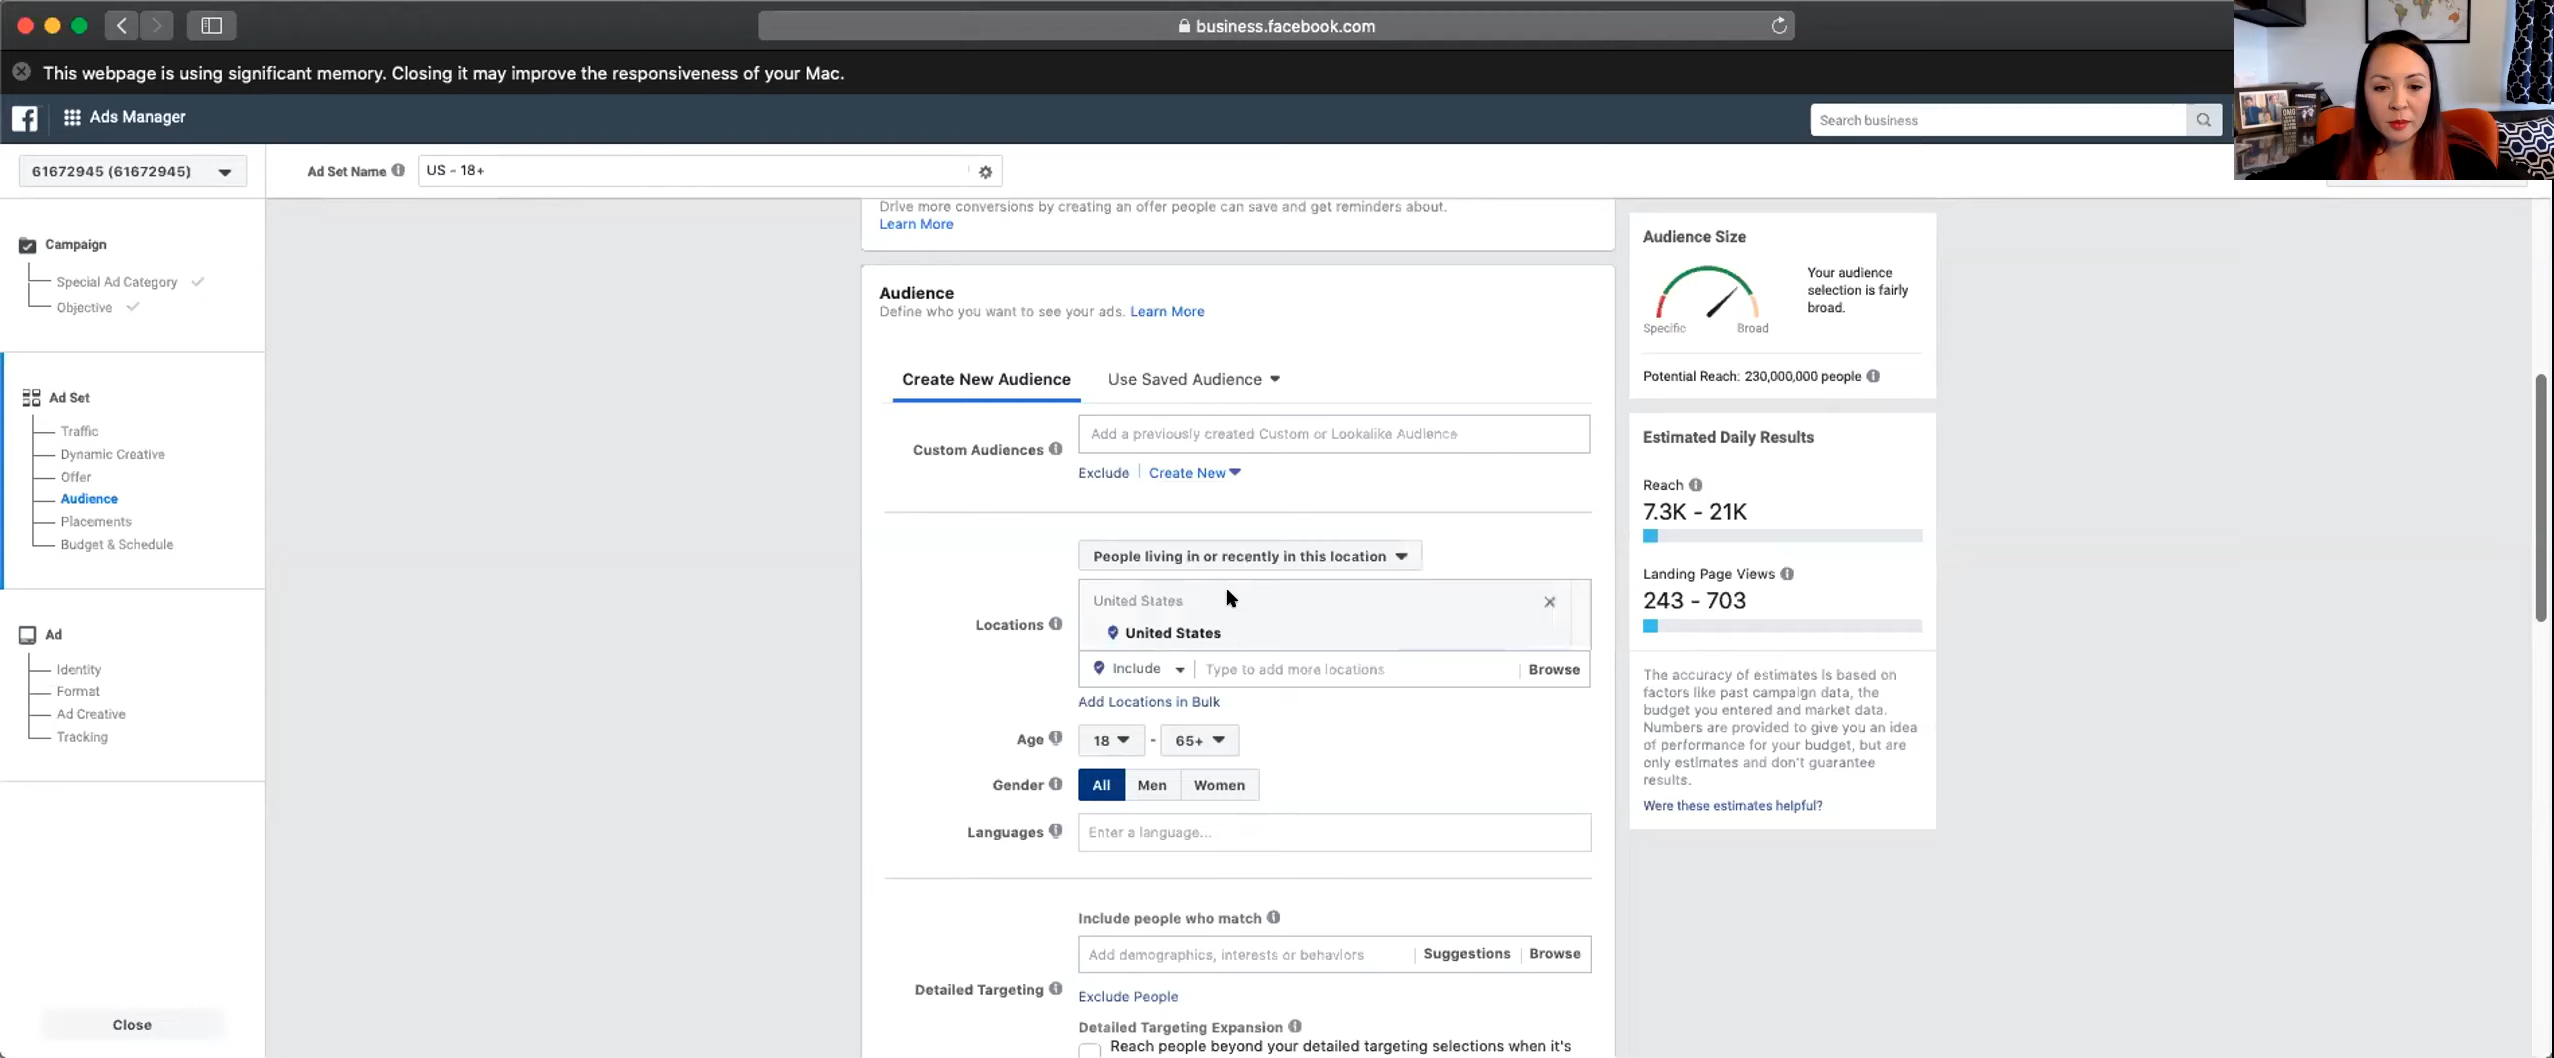 business.facebook.com
This webpage is using significant memory. Closing it may improve the responsiveness of your Mac.
Ads Manager
Search business
61672945 (61672945)
Ad Set Name
US - 18+
Campaign
Special Ad Category
Objective
Ad Set
Traffic
Dynamic Creative
Offer
Audience
Placements
Budget & Schedule
Ad
Identity
Format
Ad Creative
Tracking
Close
Drive more conversions by creating an offer people can save and get reminders about.
Learn More
Audience
Define who you want to see your ads. Learn More
Create New Audience
Use Saved Audience
Custom Audiences
Add a previously created Custom or Lookalike Audience
Exclude
Create New
People living in or recently in this location
Locations
United States
United States
Include
Type to add more locations
Browse
Add Locations in Bulk
Age
18 - 65+
Gender
All
Men
Women
Languages
Enter a language...
Include people who match
Add demographics, interests or behaviors
Suggestions
Browse
Detailed Targeting
Exclude People
Detailed Targeting Expansion
Reach people beyond your detailed targeting selections when it's
Audience Size
Specific
Broad
Your audience
selection is fairly
broad.
Potential Reach: 230,000,000 people
Estimated Daily Results
Reach
7.3K - 21K
Landing Page Views
243 - 703
The accuracy of estimates is based on
factors like past campaign data, the
budget you entered and market data.
Numbers are provided to give you an idea
of performance for your budget, but are
only estimates and don't guarantee
results.
Were these estimates helpful?